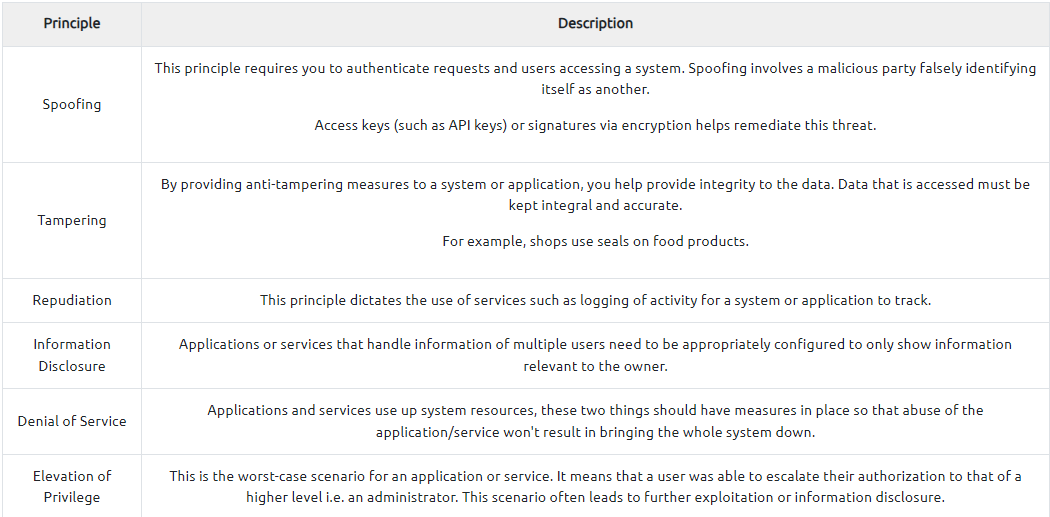 Principle Description
Spoofing
This principle requires you to authenticate requests and users accessing a system. Spoofing involves a malicious party falsely identifying
itself as another.
Access keys (such as API keys) or signatures via encryption helps remediate this threat.
Tampering
By providing anti-tampering measures to a system or application, you help provide integrity to the data. Data that is accessed must be
kept integral and accurate.
For example, shops use seals on food products.
Repudiation
This principle dictates the use of services such as logging of activity for a system or application to track.
Information
Disclosure
Applications or services that handle information of multiple users need to be appropriately configured to only show information
relevant to the owner.
Denial of Service
Applications and services use up system resources, these two things should have measures in place so that abuse of the
application/service won't result in bringing the whole system down.
Elevation of
Privilege
This is the worst-case scenario for an application or service. It means that a user was able to escalate their authorization to that of a
higher level i.e. an administrator. This scenario often leads to further exploitation or information disclosure.